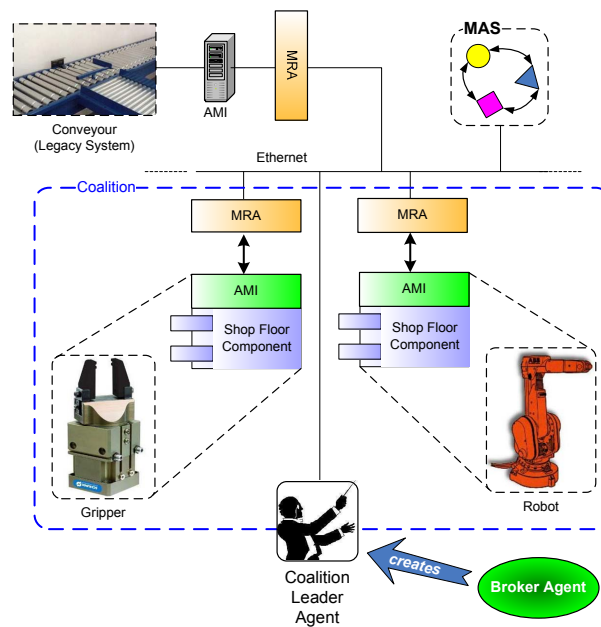 MAS
MRA
AMI
Conveyour
(Legacy System)
Ethernet
Coalition
MRA
MRA
AMI
AMI
Shop Floor
Component
Shop Floor
Component
ABB
Gripper
Robot
creates
Coalition
Leader
Agent
Broker Agent